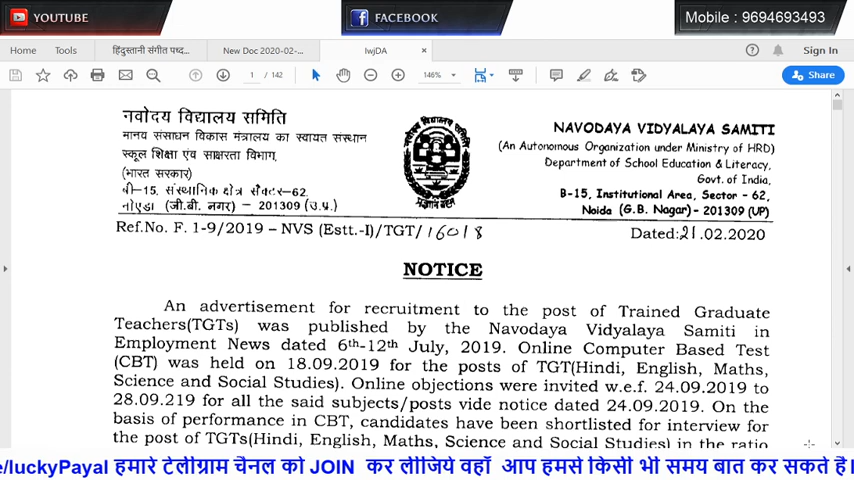 YOUTUBE
FACEBOOK
Mobile : 9694693493
Home Tools हिंदुस्तानी संगीत पध्द... New Doc 2020-02-... IwjDA × Sign In
1 / 142 146% Share
नवोदय विद्यालय समिति
मानव संसाधन विकास मंत्रालय का स्वायत संस्थान
स्कूल शिक्षा एवं साक्षरता विभाग,
(भारत सरकार)
बी-15, संस्थानिक क्षेत्र सैक्टर-62,
नोएडा (जी.बी. नगर) - 201309 (उ.प्र.)
NAVODAYA VIDYALAYA SAMITI
(An Autonomous Organization under Ministry of HRD)
Department of School Education & Literacy,
Govt. of India,
B-15, Institutional Area, Sector - 62,
Noida (G.B. Nagar)- 201309 (UP)
Ref.No. F. 1-9/2019 – NVS (Estt.-I)/TGT/16018 Dated:21.02.2020
NOTICE
An advertisement for recruitment to the post of Trained Graduate
Teachers(TGTs) was published by the Navodaya Vidyalaya Samiti in
Employment News dated 6th-12th July, 2019. Online Computer Based Test
(CBT) was held on 18.09.2019 for the posts of TGT(Hindi, English, Maths,
Science and Social Studies). Online objections were invited w.e.f. 24.09.2019 to
28.09.219 for all the said subjects/posts vide notice dated 24.09.2019. On the
basis of performance in CBT, candidates have been shortlisted for interview for
the post of TGTs(Hindi, English, Maths, Science and Social Studies) in the ratio
e/luckyPayal हमारे टेलीग्राम चैनल को JOIN कर लीजिये वहाँ आप हमसे किसी भी समय बात कर सकते है।